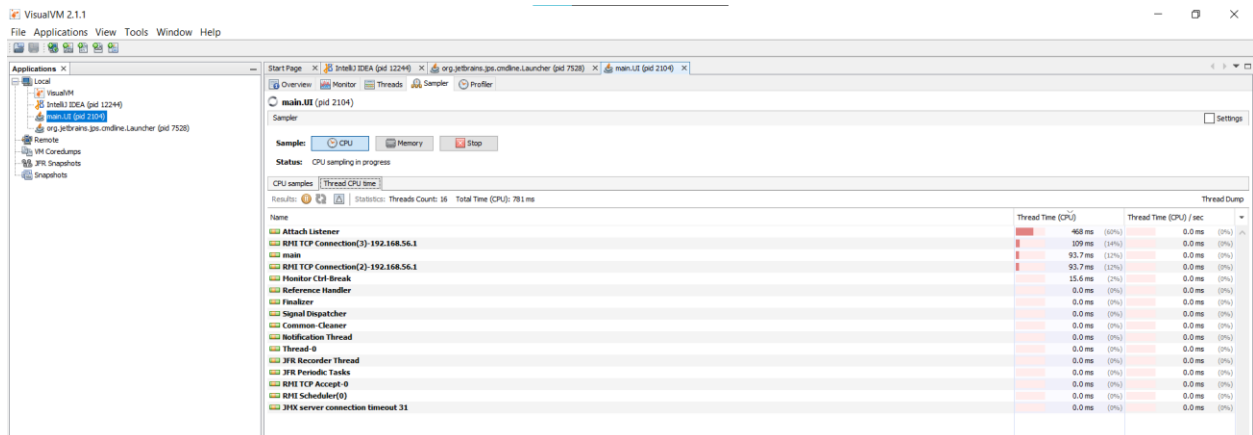 VisualVM 2.1.1
File Applications View Tools Window Help
Applications
Local
VisualVM
IntelliJ IDEA (pid 12244)
main.UI (pid 2104)
org.jetbrains.jps.cmdline.Launcher (pid 7528)
Remote
VM Coredumps
JFR Snapshots
Snapshots
Start Page IntelliJ IDEA (pid 12244) org.jetbrains.jps.cmdline.Launcher (pid 7528) main.UI (pid 2104)
Overview Monitor Threads Sampler Profiler
main.UI (pid 2104)
Sampler Settings
Sample: CPU Memory Stop
Status: CPU sampling in progress
CPU samples Thread CPU time
Results: Statistics: Threads Count: 16 Total Time (CPU): 781 ms Thread Dump
Name Thread Time (CPU) Thread Time (CPU) / sec
Attach Listener 468 ms (60%) 0.0 ms (0%)
RMI TCP Connection(3)-192.168.56.1 109 ms (14%) 0.0 ms (0%)
main 93.7 ms (12%) 0.0 ms (0%)
RMI TCP Connection(2)-192.168.56.1 93.7 ms (12%) 0.0 ms (0%)
Monitor Ctrl-Break 15.6 ms (2%) 0.0 ms (0%)
Reference Handler 0.0 ms (0%) 0.0 ms (0%)
Finalizer 0.0 ms (0%) 0.0 ms (0%)
Signal Dispatcher 0.0 ms (0%) 0.0 ms (0%)
Common-Cleaner 0.0 ms (0%) 0.0 ms (0%)
Notification Thread 0.0 ms (0%) 0.0 ms (0%)
Thread-0 0.0 ms (0%) 0.0 ms (0%)
JFR Recorder Thread 0.0 ms (0%) 0.0 ms (0%)
JFR Periodic Tasks 0.0 ms (0%) 0.0 ms (0%)
RMI TCP Accept-0 0.0 ms (0%) 0.0 ms (0%)
RMI Scheduler(0) 0.0 ms (0%) 0.0 ms (0%)
JMX server connection timeout 31 0.0 ms (0%) 0.0 ms (0%)